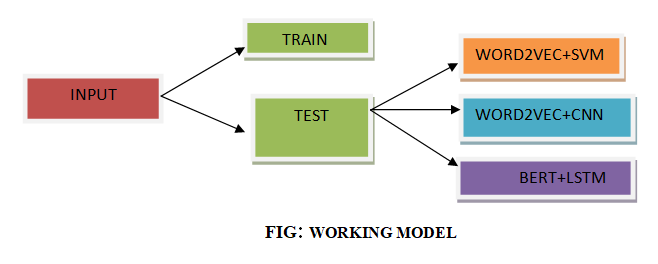 TRAIN
WORD2VEC+SVM
INPUT
TEST
WORD2VEC+CNN
BERT+LSTM
FIG: WORKING MODEL